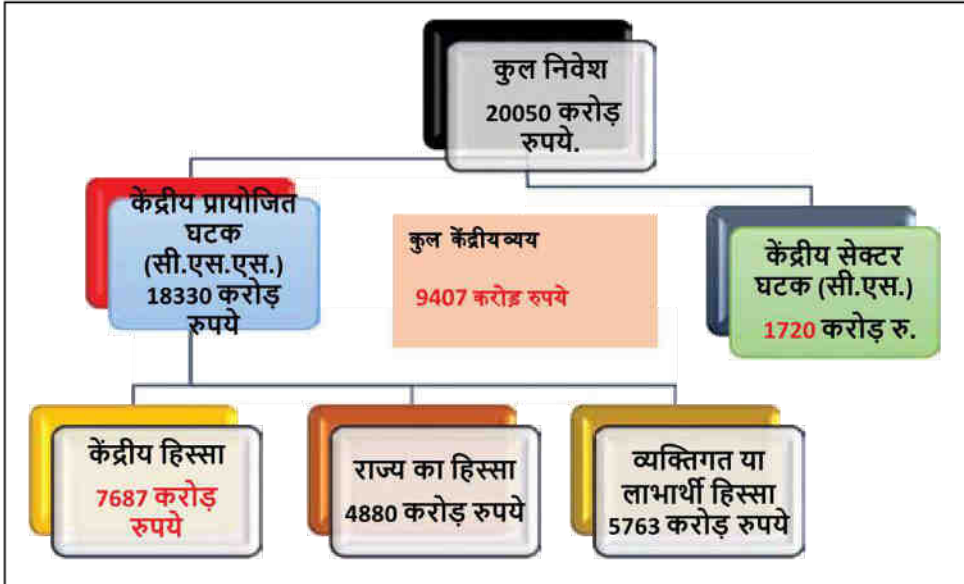 कुल निवेश
20050 करोड़
रुपये.
केंद्रीय प्रायोजित
घटक
(सी.एस.एस.)
18330 करोड़
रुपये
कुल केंद्रीयव्यय
9407 करोड़ रुपये
केंद्रीय सेक्टर
घटक (सी.एस.)
1720 करोड़ रु.
केंद्रीय हिस्सा
7687 करोड़
रुपये
राज्य का हिस्सा
4880 करोड़ रुपये
व्यक्तिगत या
लाभार्थी हिस्सा
5763 करोड़ रुपये